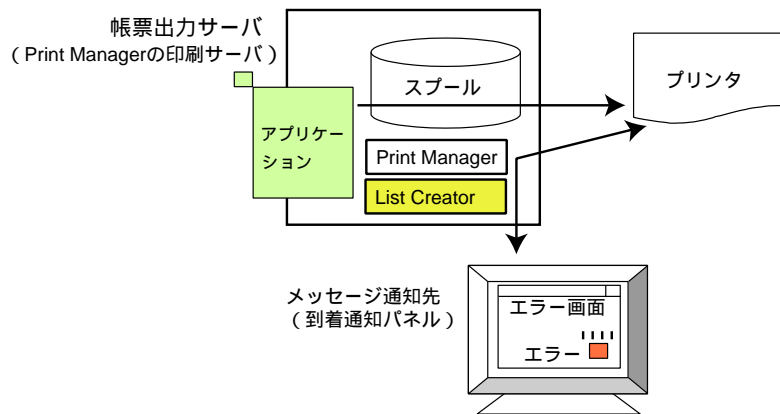 帳票出力サーバ
(Print Managerの印刷サーバ)
スプール
プリンタ
アプリケー
ション
Print Manager
List Creator
メッセージ通知先
(到着通知パネル)
エラー画面
エラー